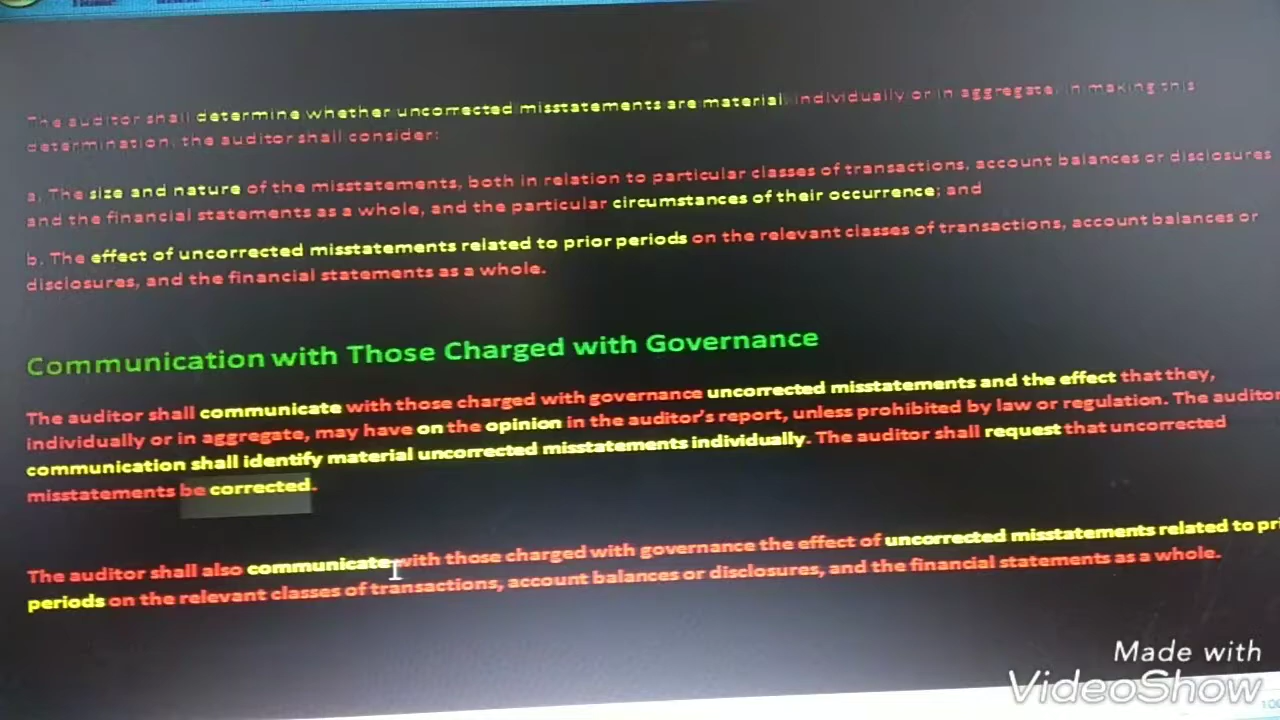 The auditor shall determine whether uncorrected misstatements are material, individually or in aggregate. In making this
determination, the auditor shall consider:
a. The size and nature of the misstatements, both in relation to particular classes of transactions, account balances or disclosures
and the financial statements as a whole, and the particular circumstances of their occurrence; and
b. The effect of uncorrected misstatements related to prior periods on the relevant classes of transactions, account balances or
disclosures, and the financial statements as a whole.
Communication with Those Charged with Governance
The auditor shall communicate with those charged with governance uncorrected misstatements and the effect that they,
individually or in aggregate, may have on the opinion in the auditor's report, unless prohibited by law or regulation. The auditor
communication shall identify material uncorrected misstatements individually. The auditor shall request that uncorrected
misstatements be corrected.
The auditor shall also communicate with those charged with governance the effect of uncorrected misstatements related to pri
periods on the relevant classes of transactions, account balances or disclosures, and the financial statements as a whole.
Made with
VideoShow